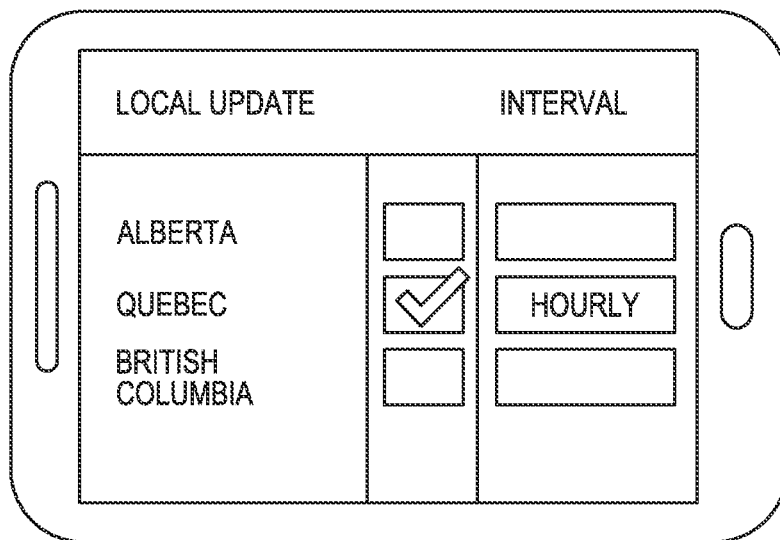 LOCAL UPDATE INTERVAL
ALBERTA
QUEBEC HOURLY
BRITISH
COLUMBIA